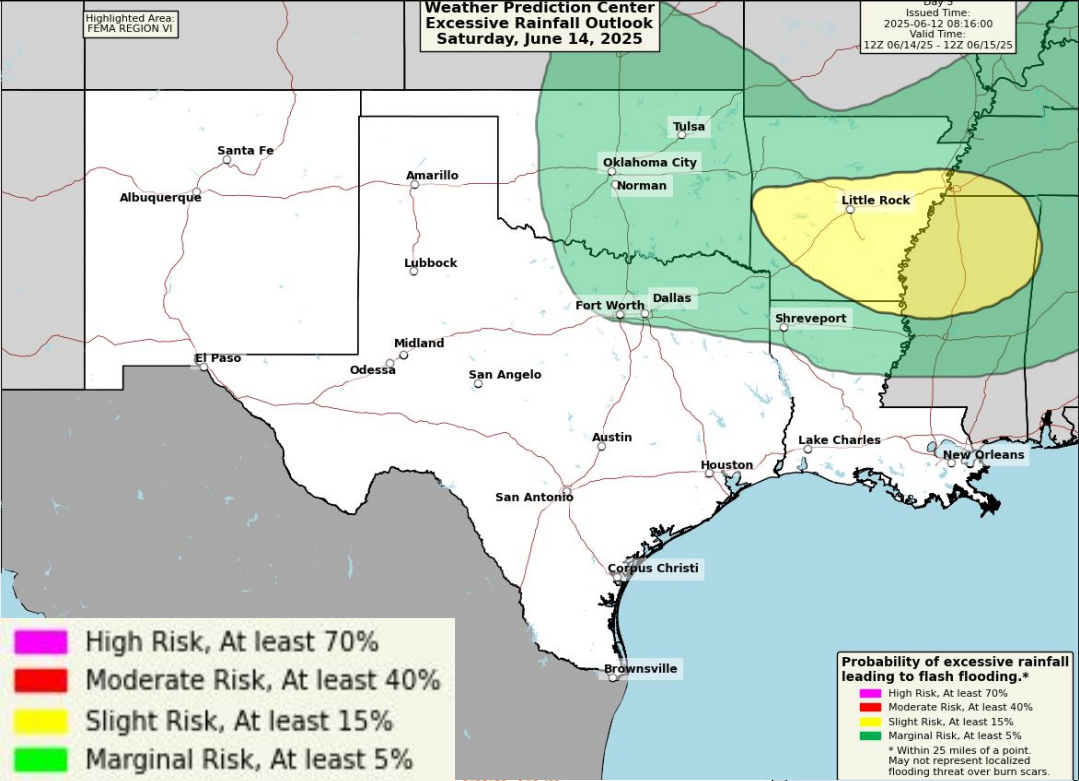 Highlighted Area:
FEMA REGION VI
Weather Prediction Center
Excessive Rainfall Outlook
Saturday, June 14, 2025
Day 3
Issued Time:
2025-06-12 08:16:00
Valid Time:
12Z 06/14/25 - 12Z 06/15/25
Tulsa
Santa Fe
Oklahoma City
Amarillo
Norman
Albuquerque
Little Rock
Lubbock
Dallas
Fort Worth
Shreveport
Midland
El Paso
Odessa
San Angelo
Austin
Lake Charles
New Orleans
Houston
San Antonio
Corpus Christi
Brownsville
High Risk, At least 70%
Moderate Risk, At least 40%
Slight Risk, At least 15%
Marginal Risk, At least 5%
Probability of excessive rainfall
leading to flash flooding.*
High Risk, At least 70%
Moderate Risk, At least 40%
Slight Risk, At least 15%
Marginal Risk, At least 5%
* Within 25 miles of a point.
May not represent localized
flooding threat over burn scars.